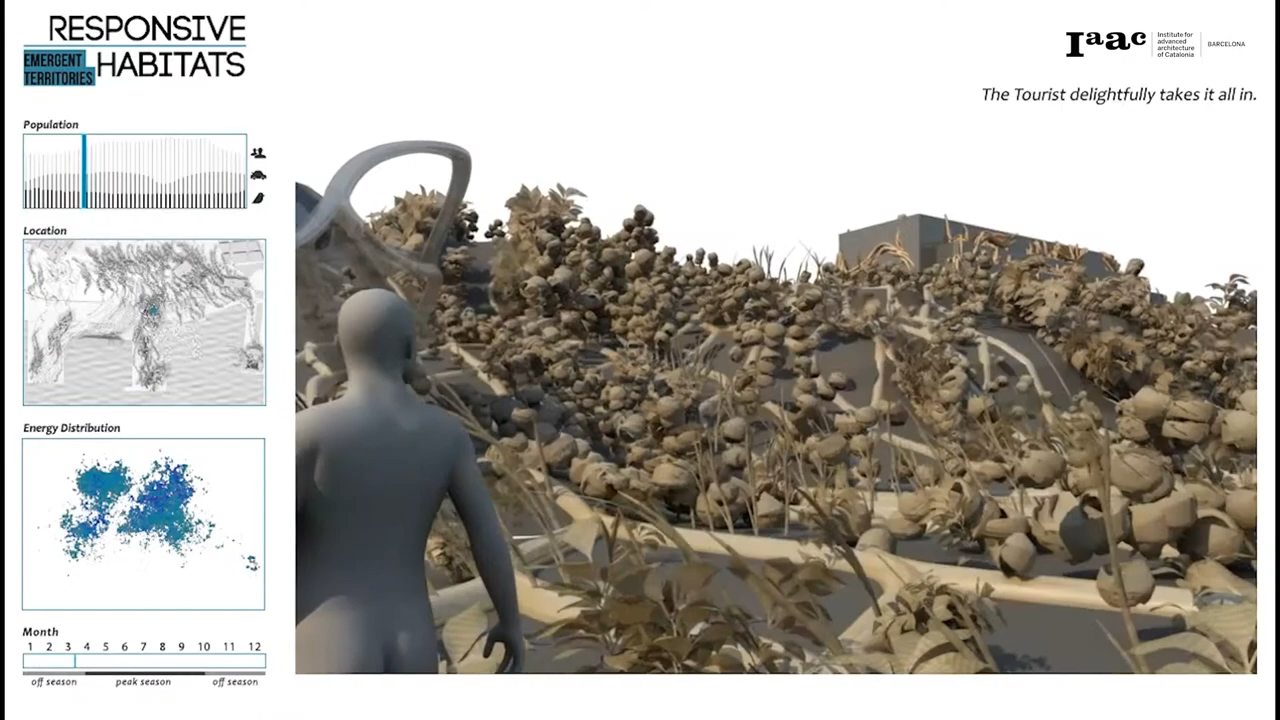 RESPONSIVE
EMERGENT
TERRITORIES
HABITATS
Iaac
Institute for
advanced
architecture
of Catalonia
BARCELONA
The Tourist delightfully takes it all in.
Population
Location
Energy Distribution
Month
1 2 3 4 5 6 7 8 9 10 11 12
off season peak season off season